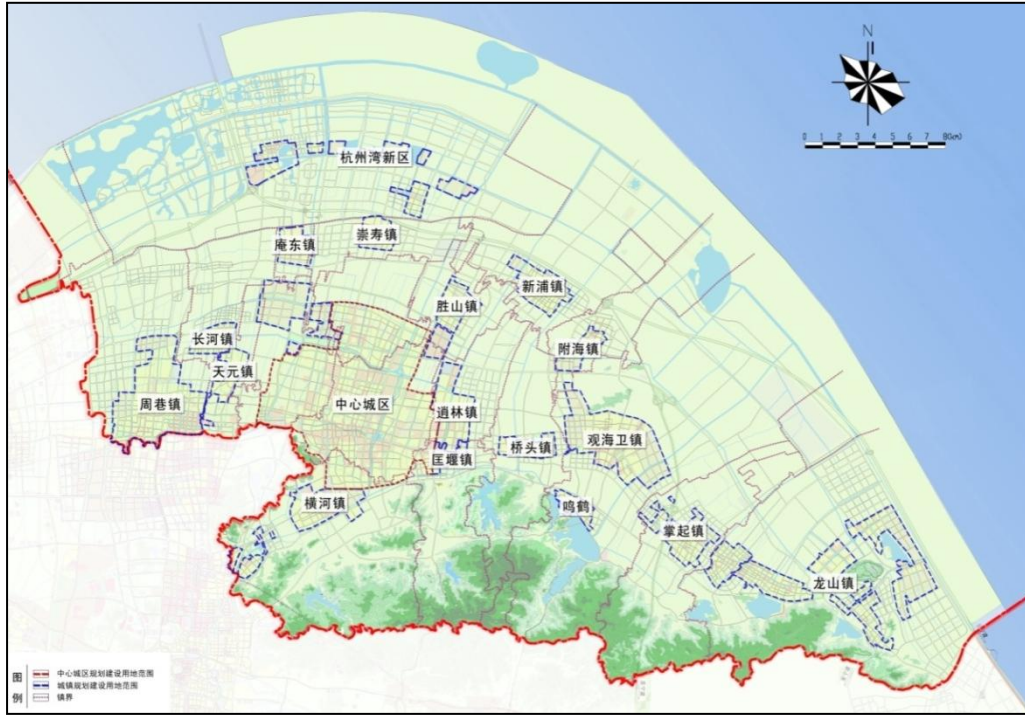 N
0 1 2 3 4 5 6 7 8㎞
杭州湾新区
庵东镇
崇寿镇
新浦镇
胜山镇
长河镇
附海镇
天元镇
周巷镇
中心城区
逍林镇
观海卫镇
桥头镇
匡堰镇
横河镇
鸣鹤
掌起镇
龙山镇
图例
中心城区规划建设用地范围
城镇规划建设用地范围
镇界